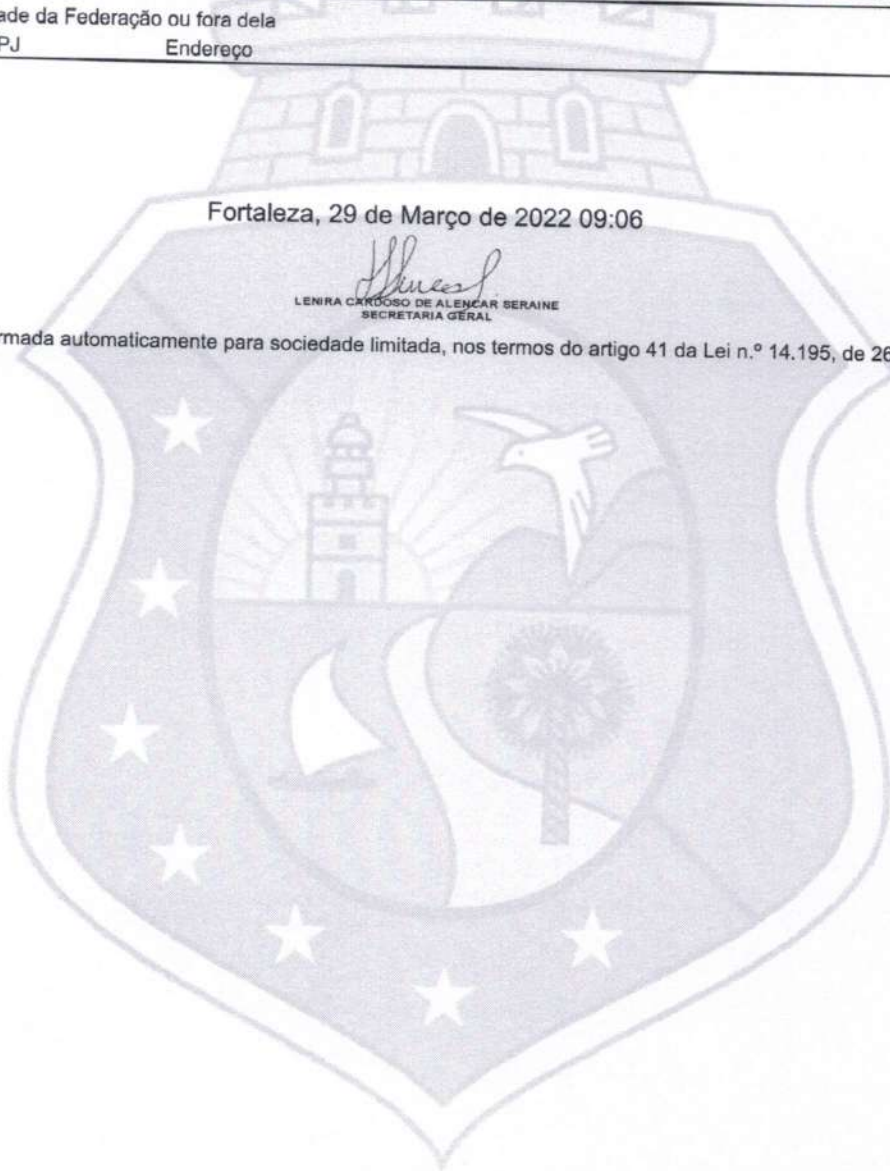 ade da Federação ou fora dela
PJ Endereço
Fortaleza, 29 de Março de 2022 09:06
LENIRA CARDOSO DE ALENCAR SERAINE
SECRETARIA GERAL
rmada automaticamente para sociedade limitada, nos termos do artigo 41 da Lei n.º 14.195, de 26